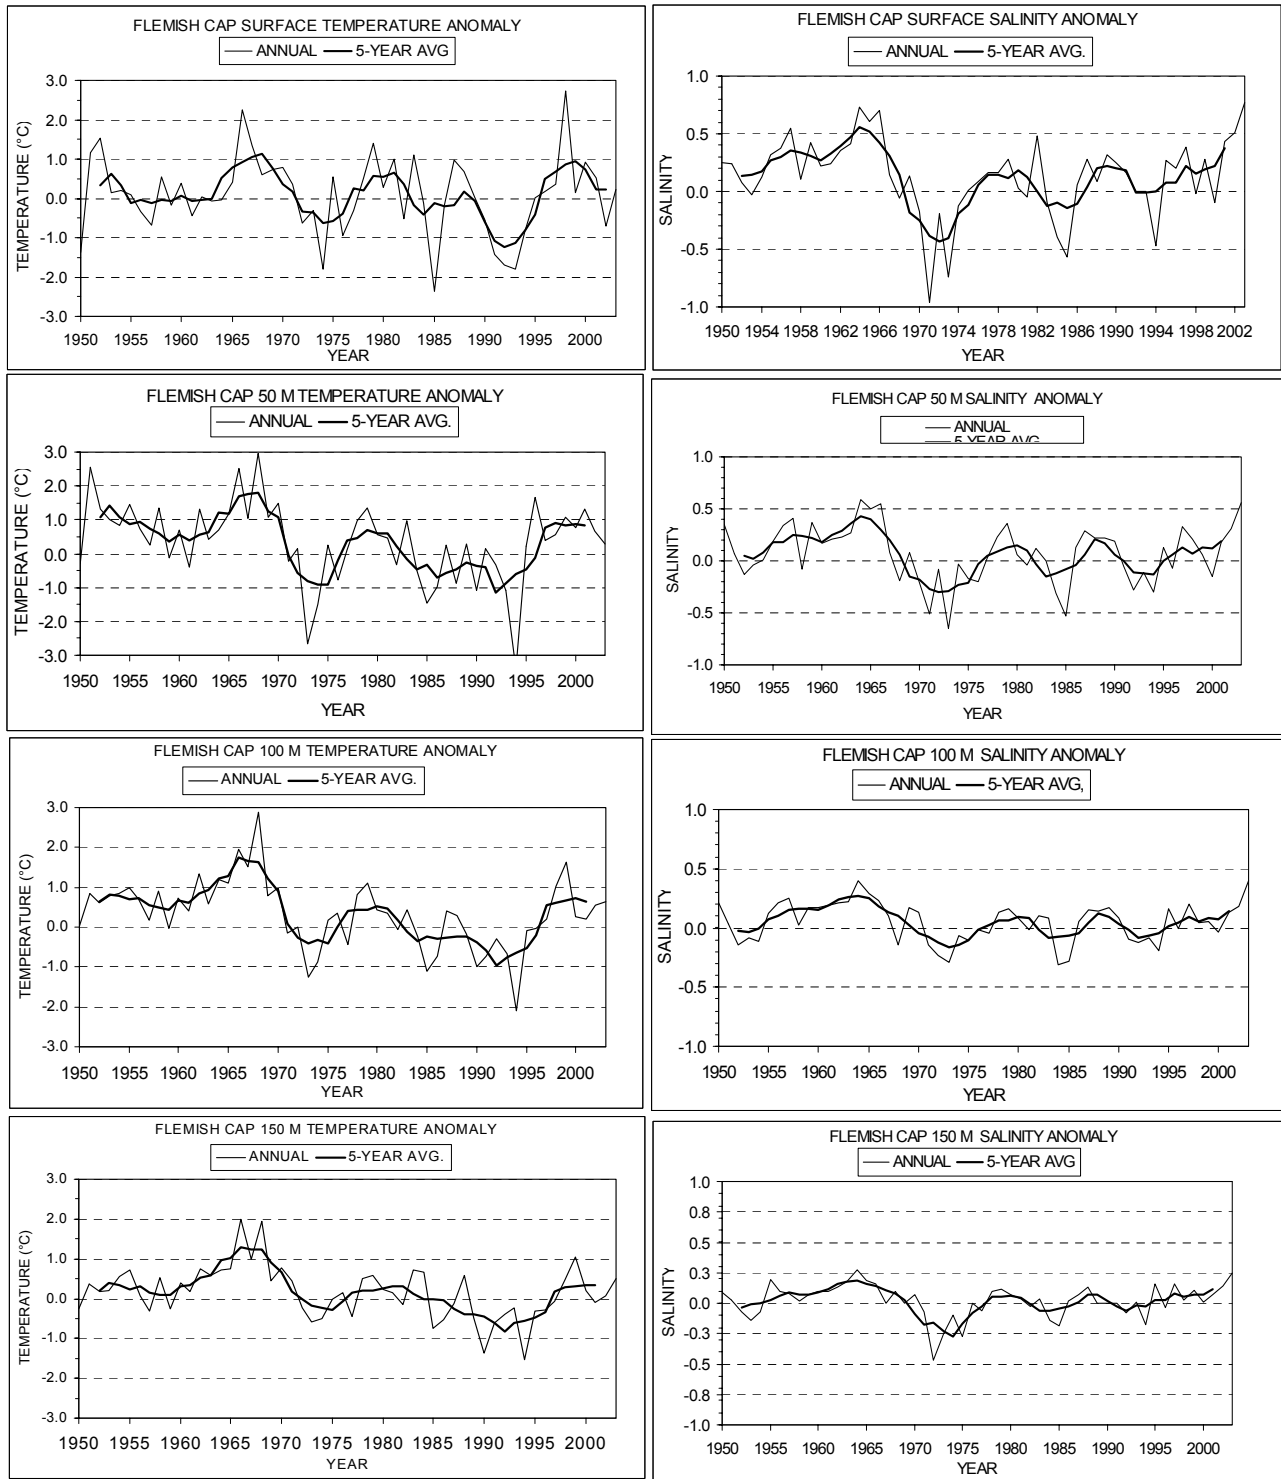 FLEMISH CAP SURFACE TEMPERATURE ANOMALY
ANNUAL 5-YEAR AVG
TEMPERATURE (°C)
3.0
2.0
1.0
0.0
-1.0
-2.0
-3.0
1950 1955 1960 1965 1970 1975 1980 1985 1990 1995 2000
YEAR
FLEMISH CAP SURFACE SALINITY ANOMALY
ANNUAL 5-YEAR AVG.
SALINITY
1.0
0.5
0.0
-0.5
-1.0
1950 1954 1958 1962 1966 1970 1974 1978 1982 1986 1990 1994 1998 2002
YEAR
FLEMISH CAP 50 M TEMPERATURE ANOMALY
ANNUAL 5-YEAR AVG.
TEMPERATURE (°C)
3.0
2.0
1.0
0.0
-1.0
-2.0
-3.0
1950 1955 1960 1965 1970 1975 1980 1985 1990 1995 2000
YEAR
FLEMISH CAP 50 M SALINITY ANOMALY
ANNUAL
5-YEAR AVG
SALINITY
1.0
0.5
0.0
-0.5
-1.0
1950 1955 1960 1965 1970 1975 1980 1985 1990 1995 2000
YEAR
FLEMISH CAP 100 M TEMPERATURE ANOMALY
ANNUAL 5-YEAR AVG.
TEMPERATURE (°C)
3.0
2.0
1.0
0.0
-1.0
-2.0
-3.0
1950 1955 1960 1965 1970 1975 1980 1985 1990 1995 2000
YEAR
FLEMISH CAP 100 M SALINITY ANOMALY
ANNUAL 5-YEAR AVG,
SALINITY
1.0
0.5
0.0
-0.5
-1.0
1950 1955 1960 1965 1970 1975 1980 1985 1990 1995 2000
YEAR
FLEMISH CAP 150 M TEMPERATURE ANOMALY
ANNUAL 5-YEAR AVG.
TEMPERATURE (°C)
3.0
2.0
1.0
0.0
-1.0
-2.0
-3.0
1950 1955 1960 1965 1970 1975 1980 1985 1990 1995 2000
YEAR
FLEMISH CAP 150 M SALINITY ANOMALY
ANNUAL 5-YEAR AVG
SALINITY
1.0
0.8
0.5
0.3
0.0
-0.3
-0.5
-0.8
-1.0
1950 1955 1960 1965 1970 1975 1980 1985 1990 1995 2000
YEAR